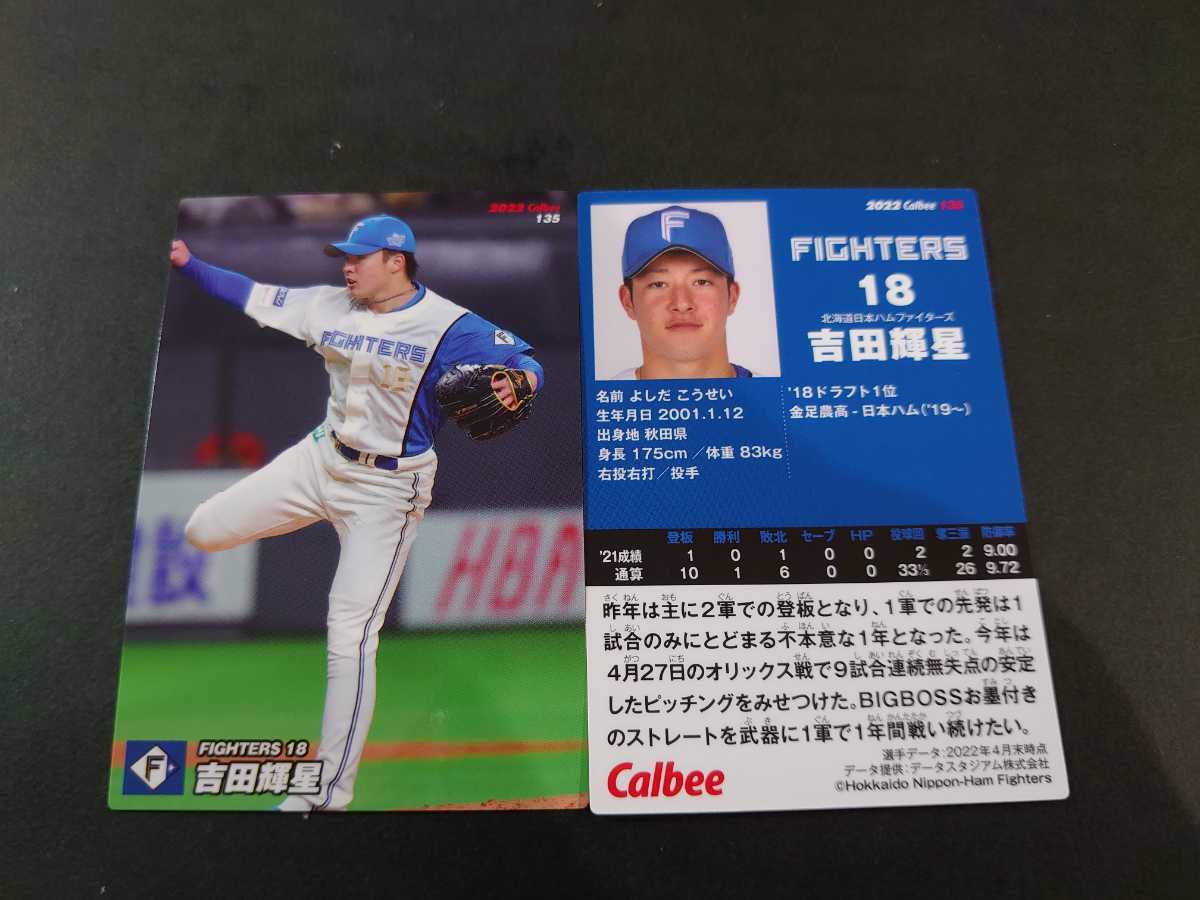 2022 Calbee
135
FIGHTERS
18
FIGHTERS 18
吉田輝星
F
2022 Calbee 135
F
FIGHTERS
18
北海道日本ハムファイターズ
吉田輝星
名前 よしだ こうせい
生年月日 2001.1.12
出身地 秋田県
身長 175cm／体重 83kg
右投右打／投手
'18ドラフト1位
金足農高 - 日本ハム('19〜)
登板 勝利 敗北 セーブ HP 投球回 奪三振 防御率
'21成績 1 0 1 0 0 2 2 9.00
通算 10 1 6 0 0 33⅓ 26 9.72
昨年は主に2軍での登板となり、1軍での先発は1
試合のみにとどまる不本意な1年となった。今年は
4月27日のオリックス戦で9試合連続無失点の安定
したピッチングをみせつけた。BIGBOSSお墨付き
のストレートを武器に1軍で1年間戦い続けたい。
選手データ:2022年4月末時点
データ提供:データスタジアム株式会社
©Hokkaido Nippon-Ham Fighters
Calbee